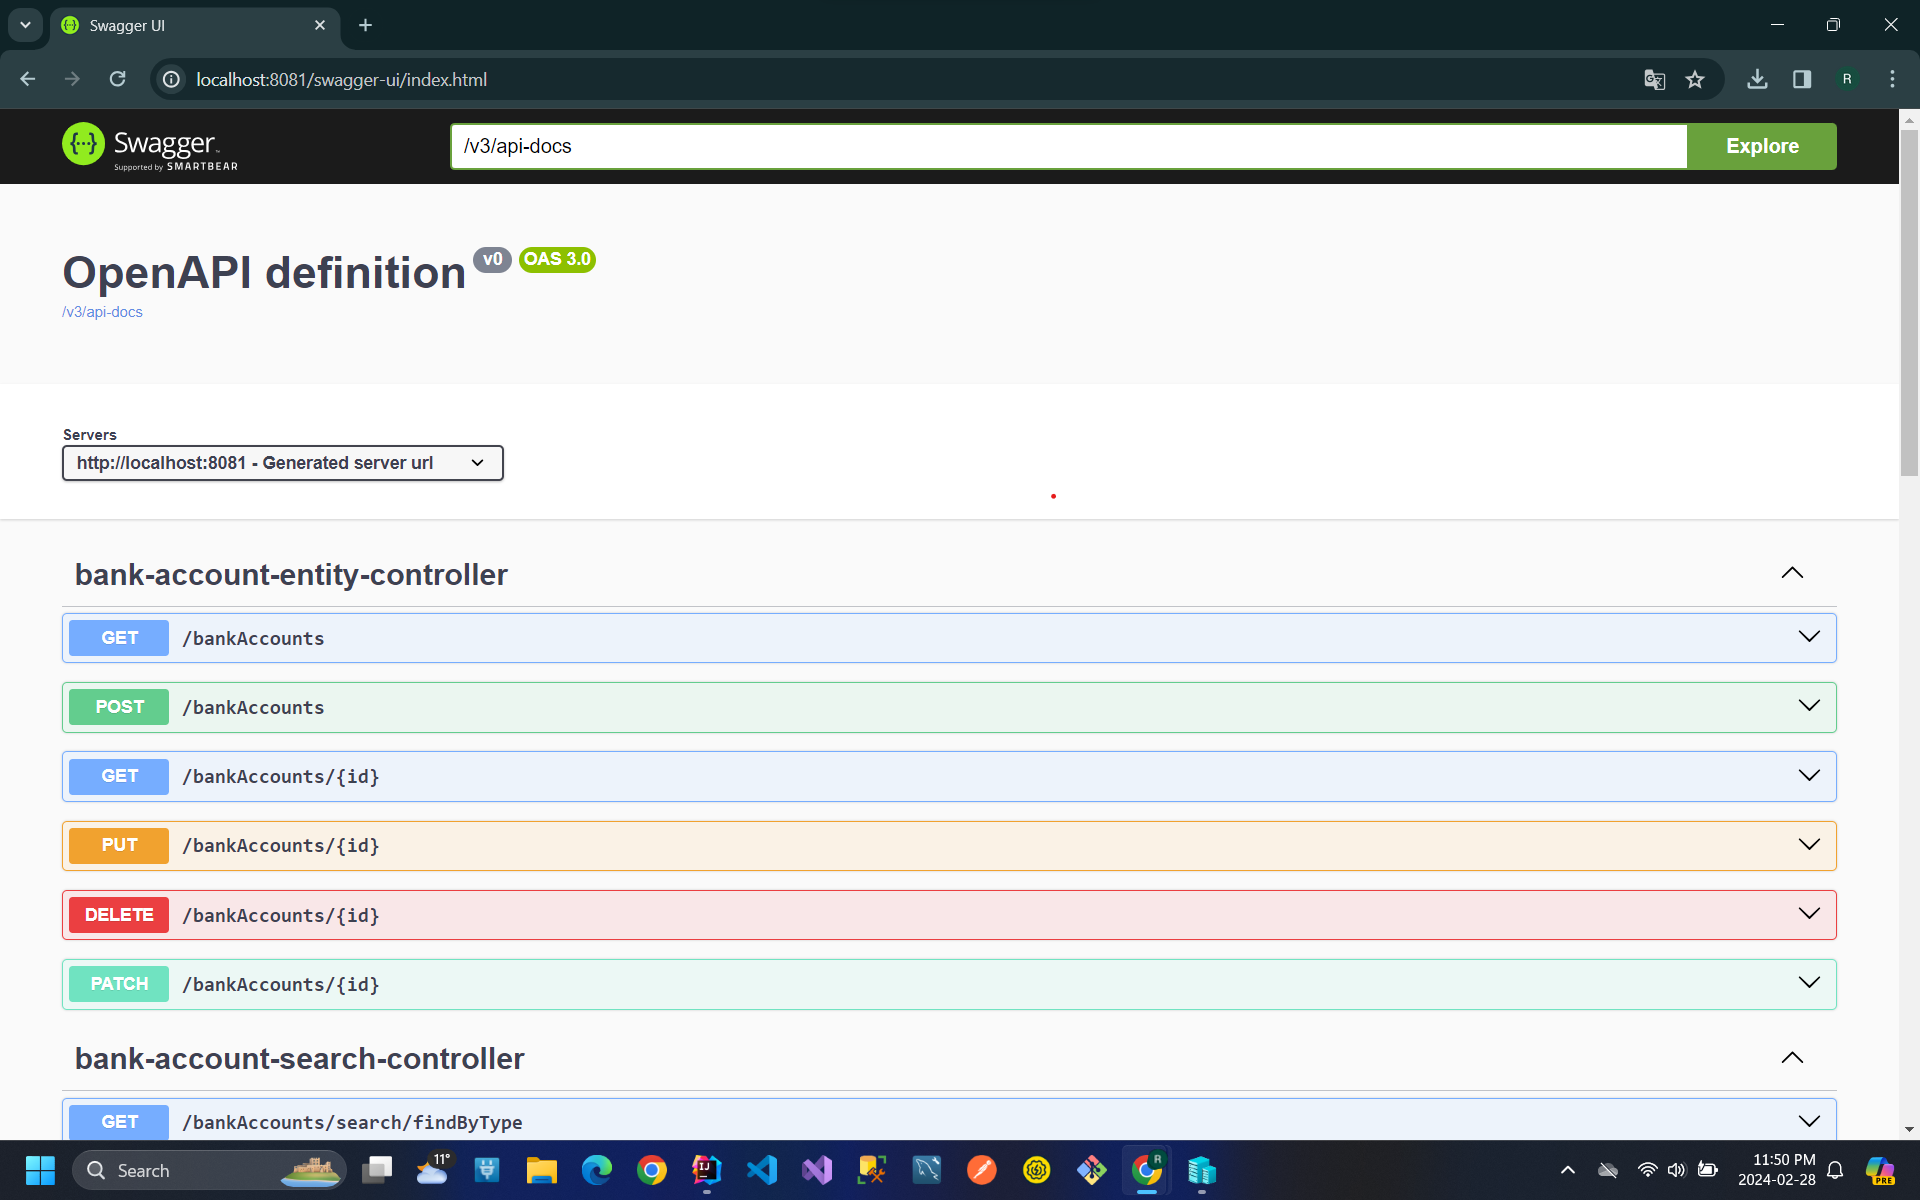 Swagger UI
localhost:8081/swagger-ui/index.html
R
{···} Swagger™
Supported by SMARTBEAR
/v3/api-docs
Explore
OpenAPI definition v0 OAS 3.0
/v3/api-docs
Servers
http://localhost:8081 - Generated server url
bank-account-entity-controller
GET /bankAccounts
POST /bankAccounts
GET /bankAccounts/{id}
PUT /bankAccounts/{id}
DELETE /bankAccounts/{id}
PATCH /bankAccounts/{id}
bank-account-search-controller
GET /bankAccounts/search/findByType
Search
11°
IJ
R
11:50 PM
2024-02-28
PRE